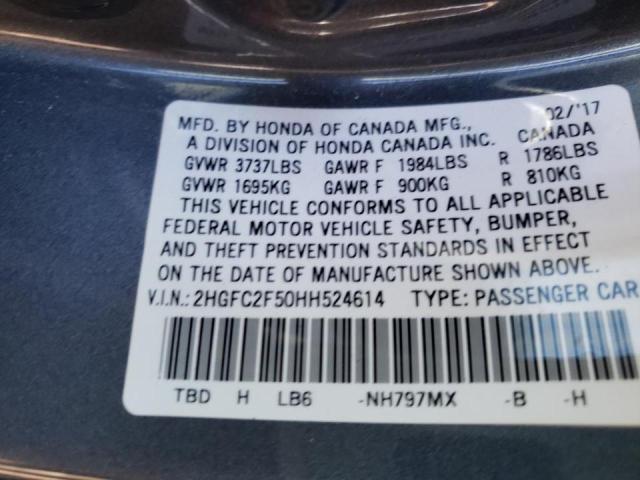 02/'17
MFD. BY HONDA OF CANADA MFG., CANADA
A DIVISION OF HONDA CANADA INC.
GVWR 3737LBS GAWR F 1984LBS R 1786LBS
GVWR 1695KG GAWR F 900KG R 810KG
THIS VEHICLE CONFORMS TO ALL APPLICABLE
FEDERAL MOTOR VEHICLE SAFETY, BUMPER,
AND THEFT PREVENTION STANDARDS IN EFFECT
ON THE DATE OF MANUFACTURE SHOWN ABOVE.
V.I.N.: 2HGFC2F50HH524614 TYPE: PASSENGER CAR
TBD H LB6 -NH797MX -B -H